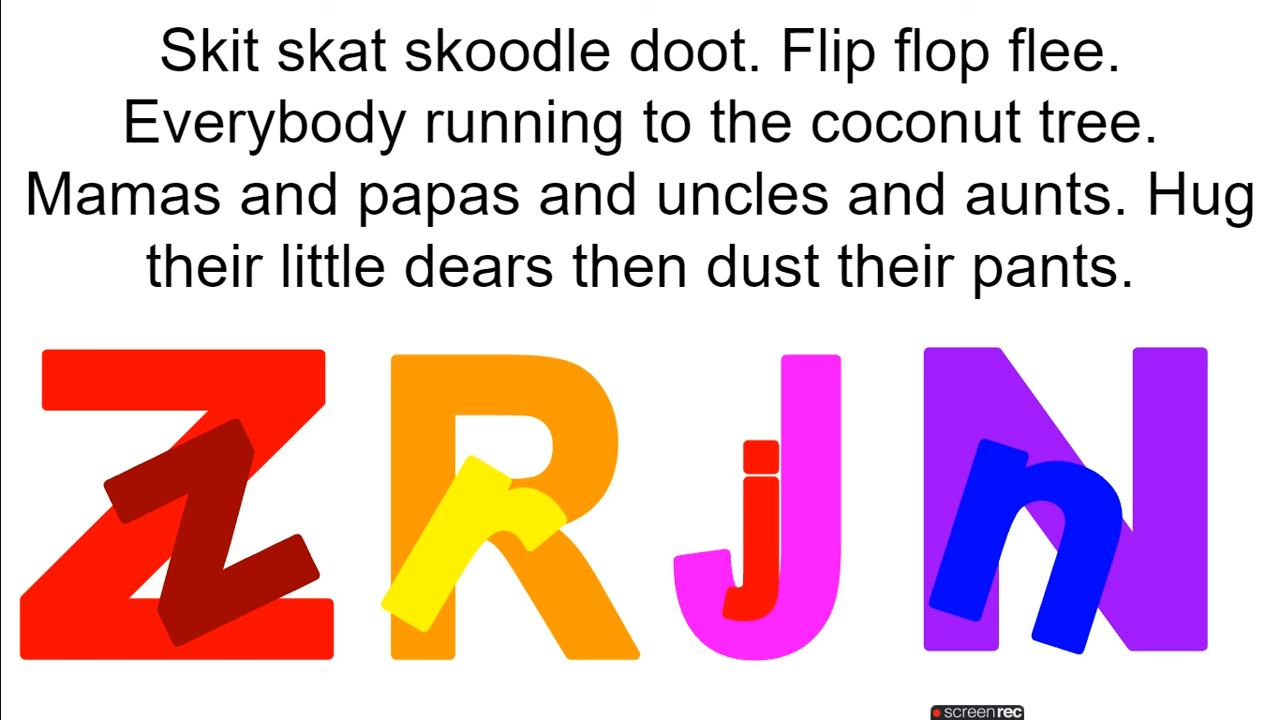 Skit skat skoodle doot. Flip flop flee.
Everybody running to the coconut tree.
Mamas and papas and uncles and aunts. Hug
their little dears then dust their pants.
Z z R r J j N n
screenrec